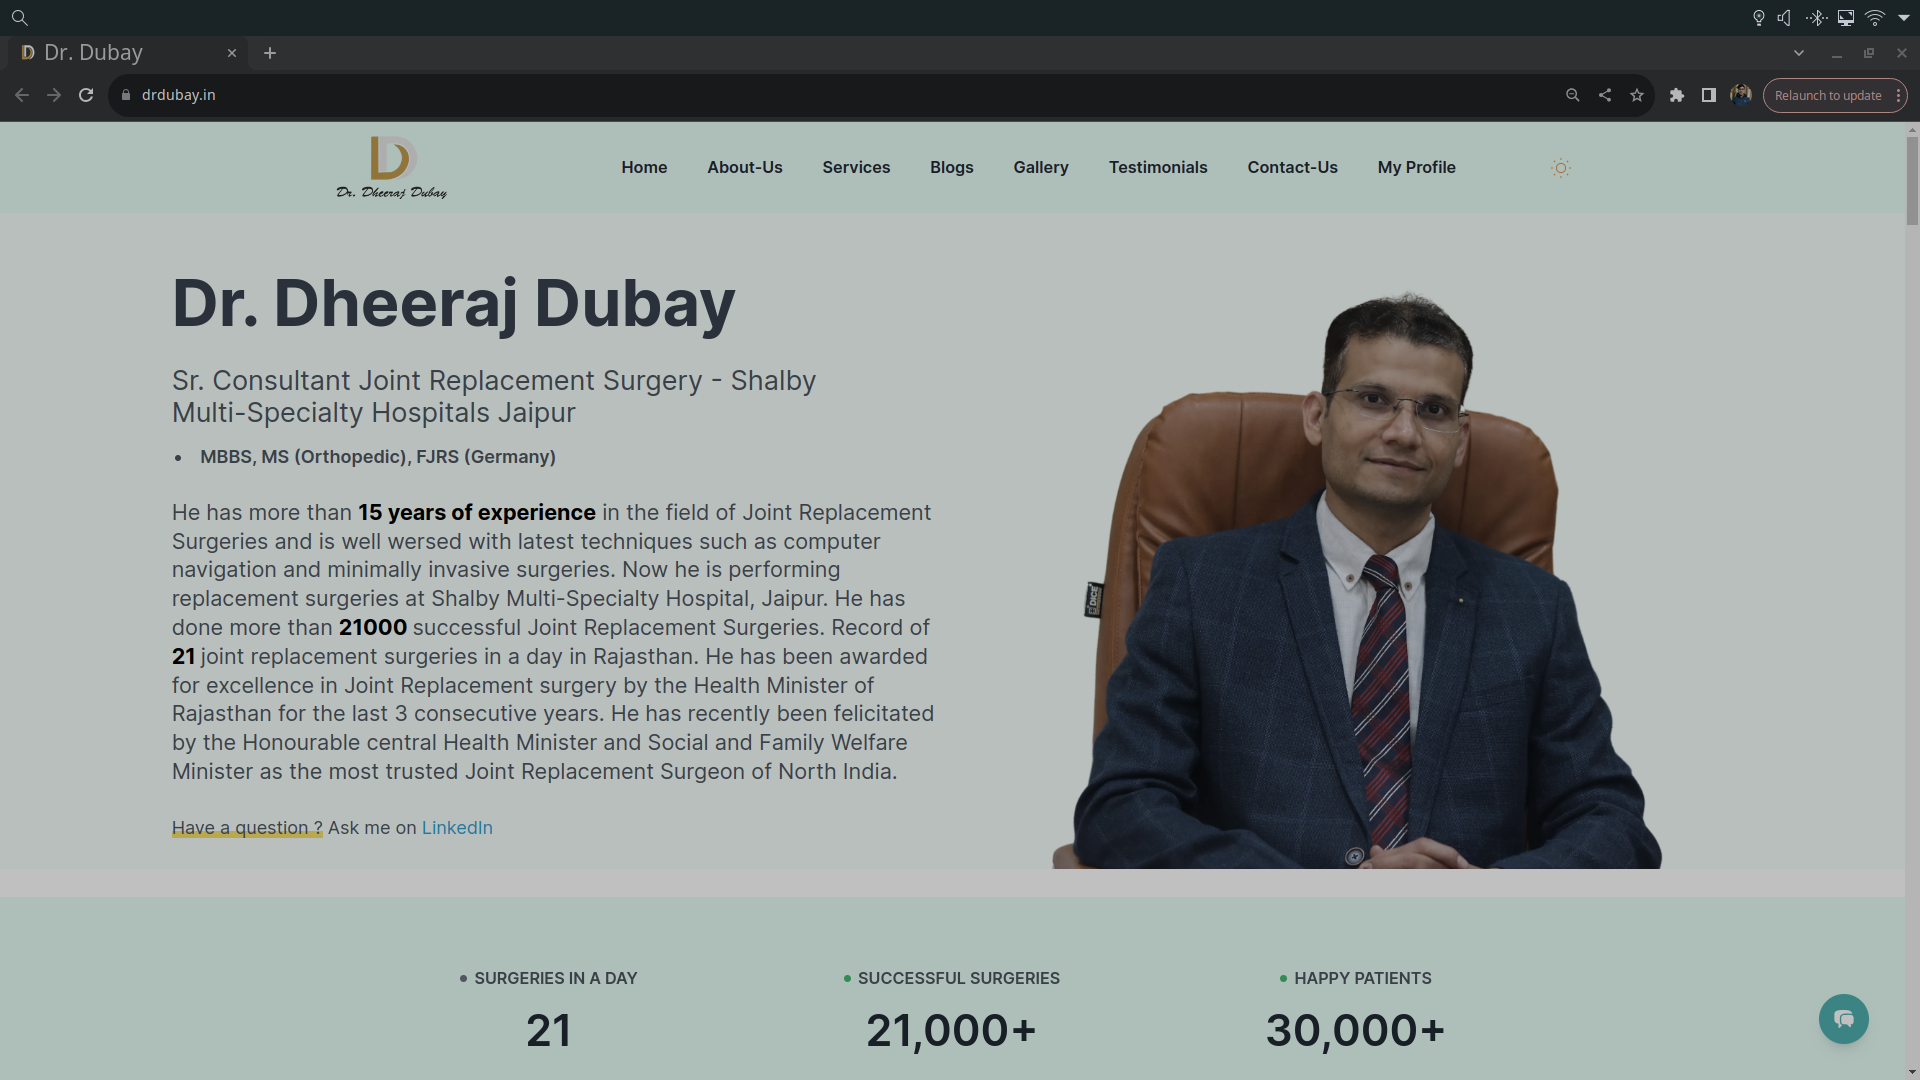 Dr. Dubay
drdubay.in
Relaunch to update
D
Dr. Dheeraj Dubay
Home
About-Us
Services
Blogs
Gallery
Testimonials
Contact-Us
My Profile
Dr. Dheeraj Dubay
Sr. Consultant Joint Replacement Surgery - Shalby
Multi-Specialty Hospitals Jaipur
• MBBS, MS (Orthopedic), FJRS (Germany)
He has more than 15 years of experience in the field of Joint Replacement
Surgeries and is well wersed with latest techniques such as computer
navigation and minimally invasive surgeries. Now he is performing
replacement surgeries at Shalby Multi-Specialty Hospital, Jaipur. He has
done more than 21000 successful Joint Replacement Surgeries. Record of
21 joint replacement surgeries in a day in Rajasthan. He has been awarded
for excellence in Joint Replacement surgery by the Health Minister of
Rajasthan for the last 3 consecutive years. He has recently been felicitated
by the Honourable central Health Minister and Social and Family Welfare
Minister as the most trusted Joint Replacement Surgeon of North India.
Have a question ? Ask me on LinkedIn
DICE
SURGERIES IN A DAY
21
SUCCESSFUL SURGERIES
21,000+
HAPPY PATIENTS
30,000+